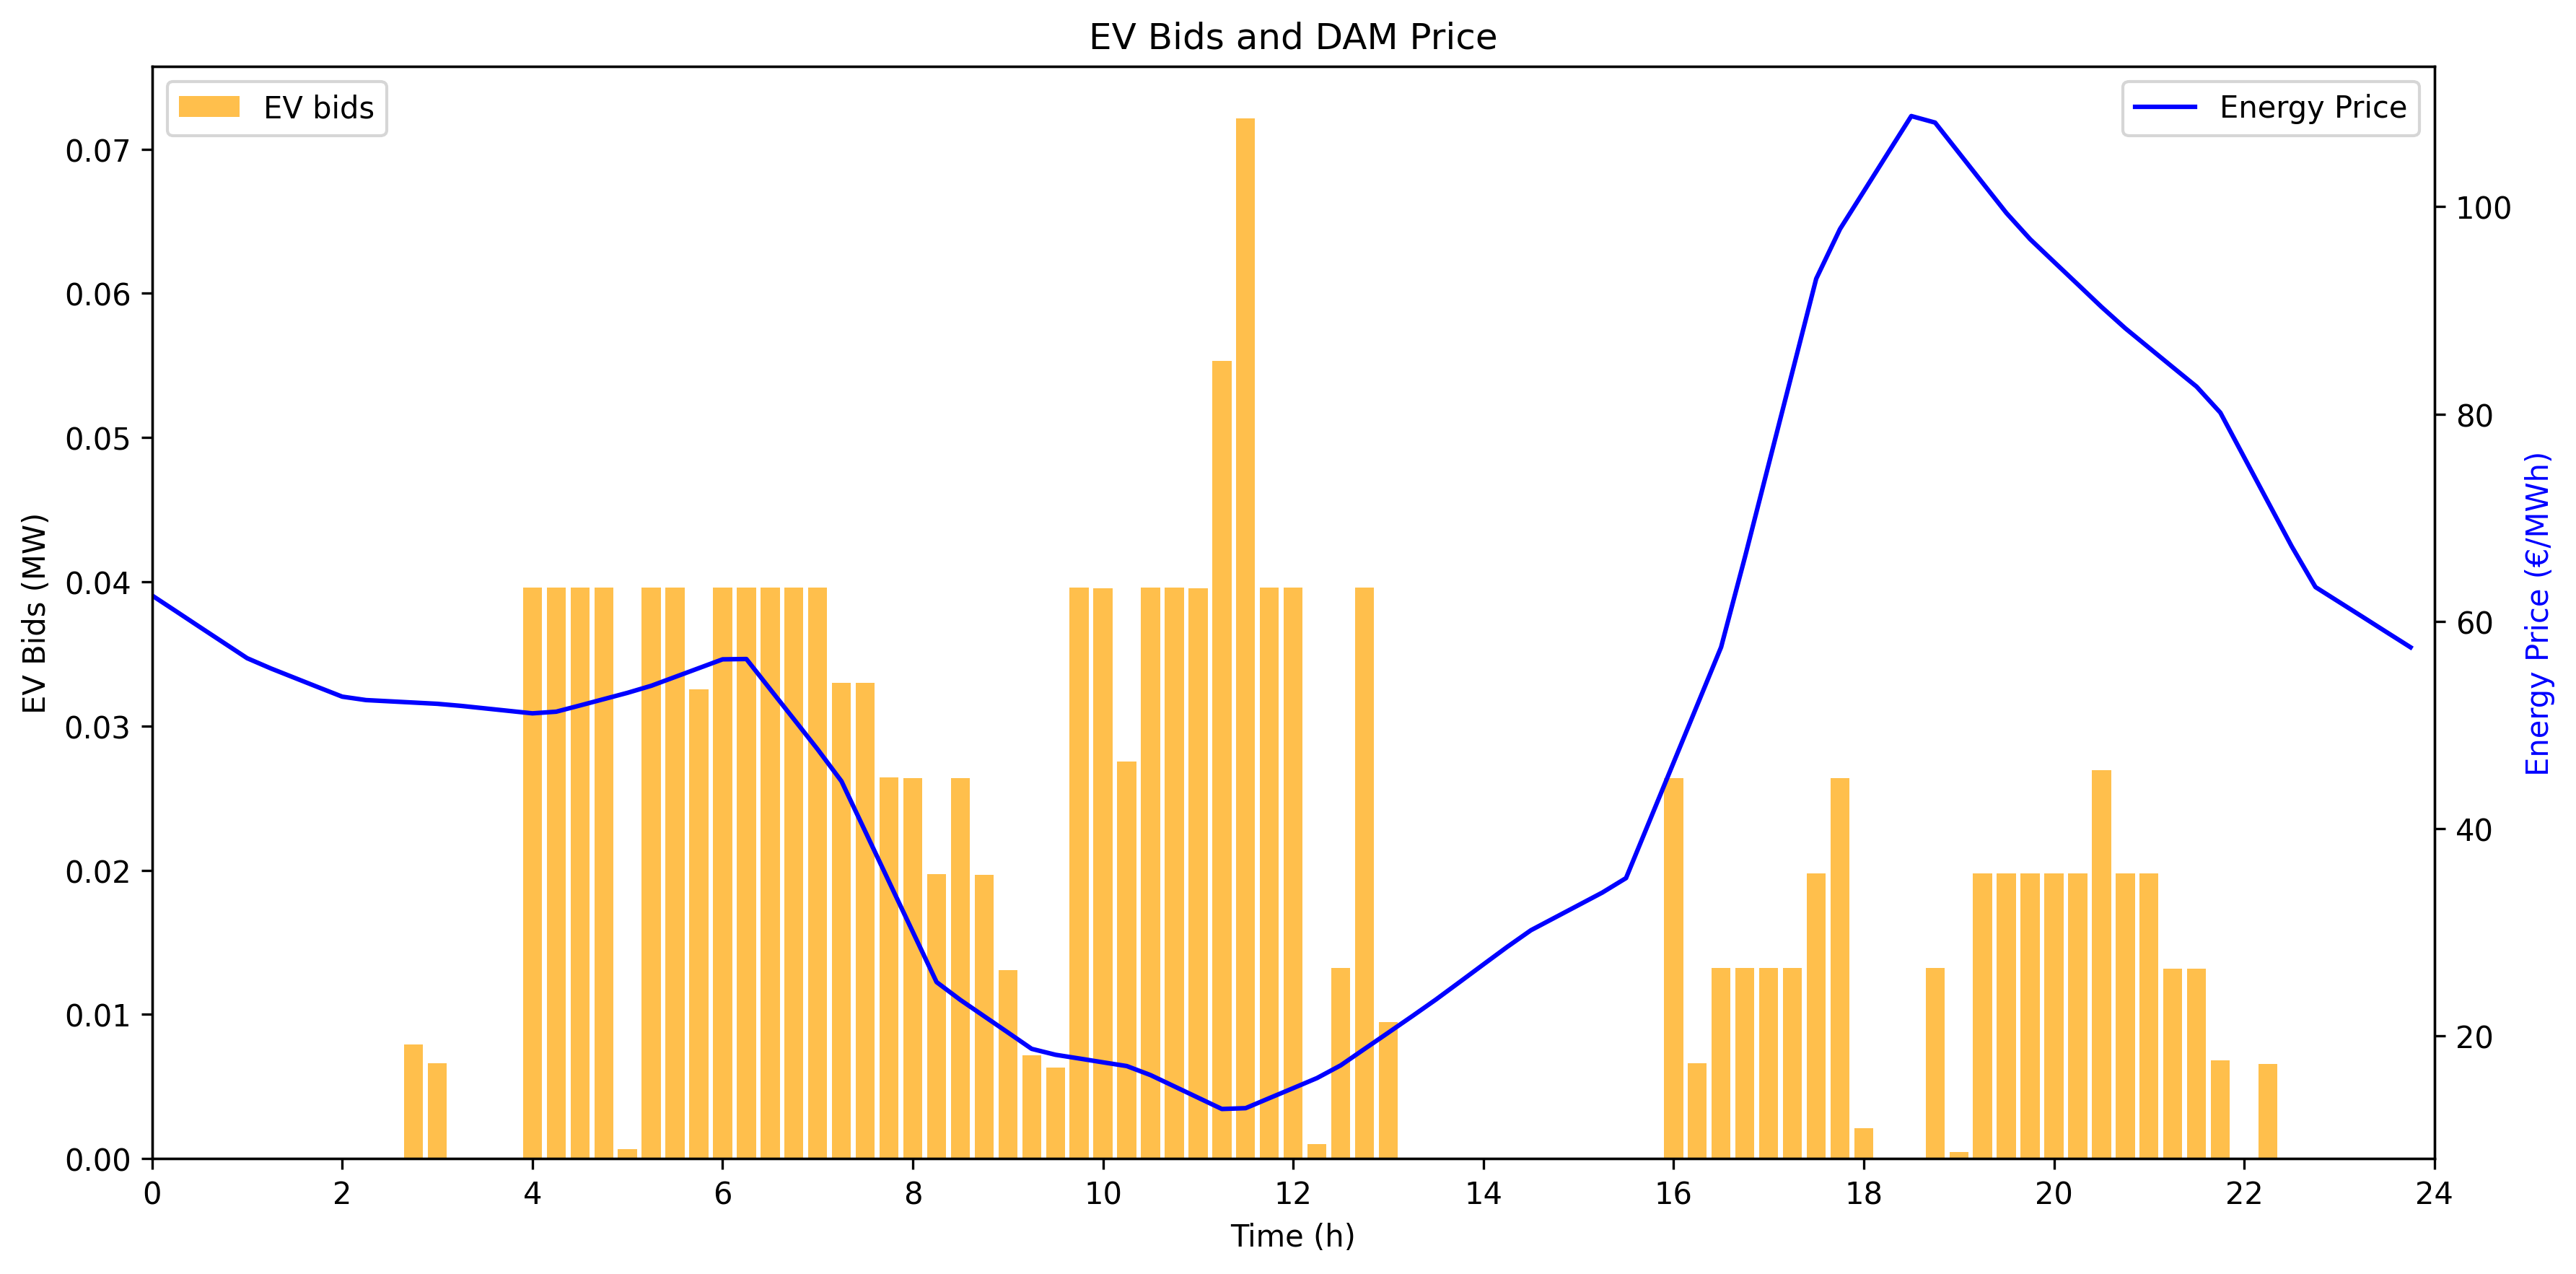 EV Bids and DAM Price
EV bids
Energy Price
EV Bids (MW)
0.07
0.06
0.05
0.04
0.03
0.02
0.01
0.00
100
80
60
40
20
Energy Price (€/MWh)
0 2 4 6 8 10 12 14 16 18 20 22 24
Time (h)